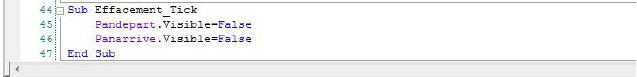 44 Sub Effacement_Tick
45 Pandepart.Visible=False
46 Panarrive.Visible=False
47 End Sub